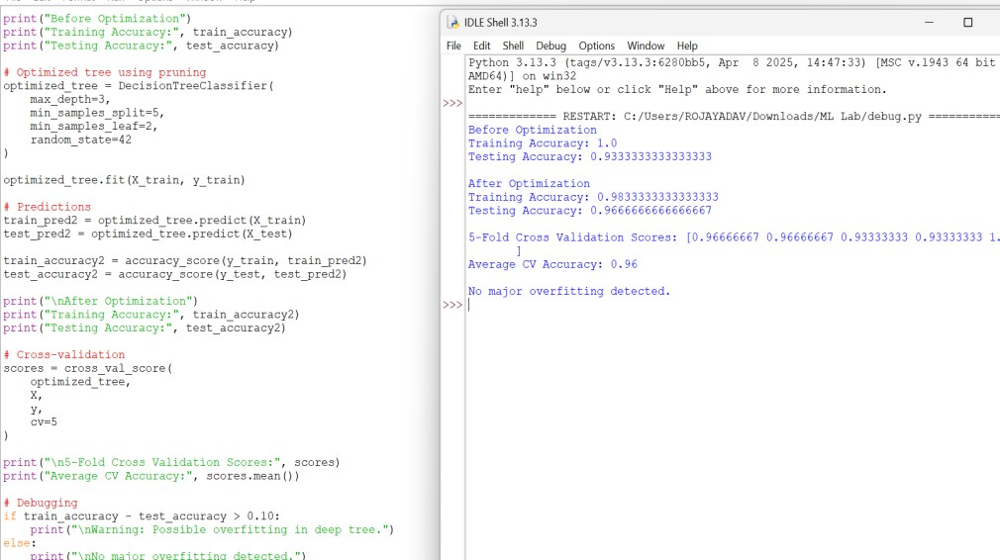 print("Before Optimization")
print("Training Accuracy:", train_accuracy)
print("Testing Accuracy:", test_accuracy)

# Optimized tree using pruning
optimized_tree = DecisionTreeClassifier(
    max_depth=3,
    min_samples_split=5,
    min_samples_leaf=2,
    random_state=42
)

optimized_tree.fit(X_train, y_train)

# Predictions
train_pred2 = optimized_tree.predict(X_train)
test_pred2 = optimized_tree.predict(X_test)

train_accuracy2 = accuracy_score(y_train, train_pred2)
test_accuracy2 = accuracy_score(y_test, test_pred2)

print("\nAfter Optimization")
print("Training Accuracy:", train_accuracy2)
print("Testing Accuracy:", test_accuracy2)

# Cross-validation
scores = cross_val_score(
    optimized_tree,
    X,
    y,
    cv=5
)

print("\n5-Fold Cross Validation Scores:", scores)
print("Average CV Accuracy:", scores.mean())

# Debugging
if train_accuracy - test_accuracy > 0.10:
    print("\nWarning: Possible overfitting in deep tree.")
else:
    print("\nNo major overfitting detected.")

IDLE Shell 3.13.3
File Edit Shell Debug Options Window Help
Python 3.13.3 (tags/v3.13.3:6280bb5, Apr  8 2025, 14:47:33) [MSC v.1943 64 bit
AMD64)] on win32
Enter "help" below or click "Help" above for more information.
>>>
============= RESTART: C:/Users/ROJAYADAV/Downloads/ML Lab/debug.py ===========
Before Optimization
Training Accuracy: 1.0
Testing Accuracy: 0.9333333333333333

After Optimization
Training Accuracy: 0.9833333333333333
Testing Accuracy: 0.9666666666666667

5-Fold Cross Validation Scores: [0.96666667 0.96666667 0.93333333 0.93333333 1.
]
Average CV Accuracy: 0.96

No major overfitting detected.
>>>